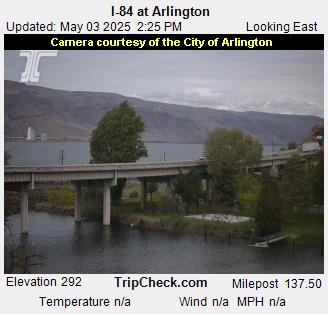 I-84 at Arlington
Updated: May 03 2025 2:25 PM Looking East
Camera courtesy of the City of Arlington
Elevation 292 TripCheck.com Milepost 137.50
Temperature n/a Wind n/a MPH n/a